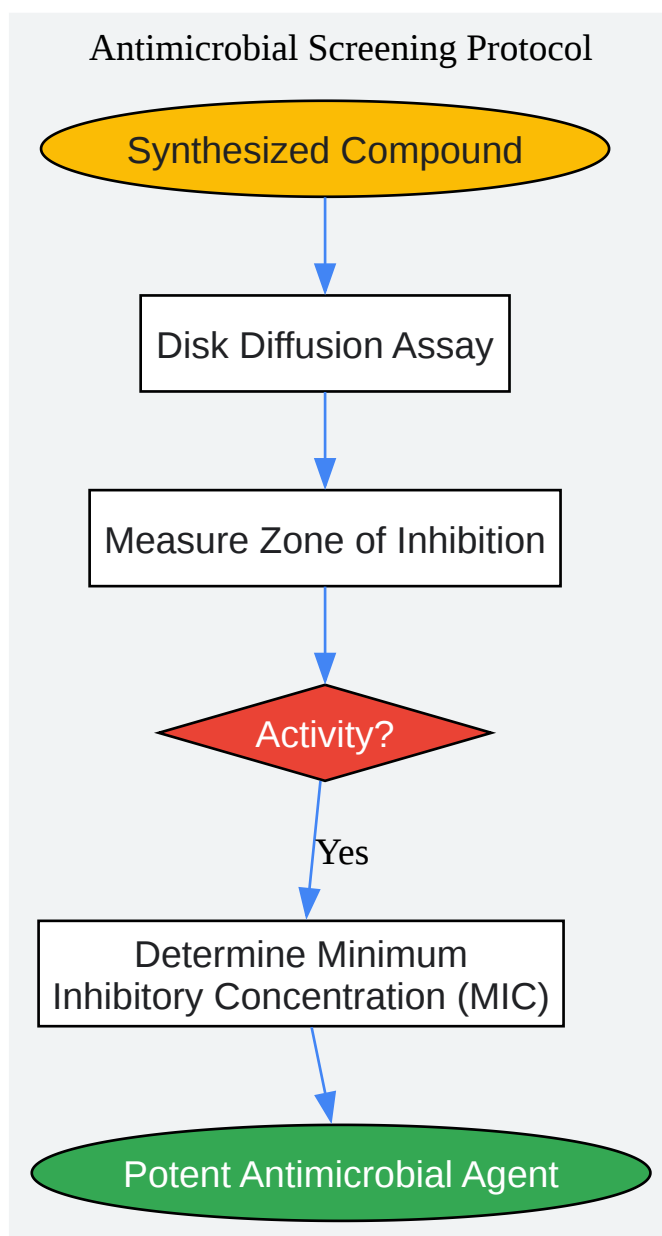 Antimicrobial Screening Protocol
Synthesized Compound
Disk Diffusion Assay
Measure Zone of Inhibition
Activity?
Yes
Determine Minimum
Inhibitory Concentration (MIC)
Potent Antimicrobial Agent